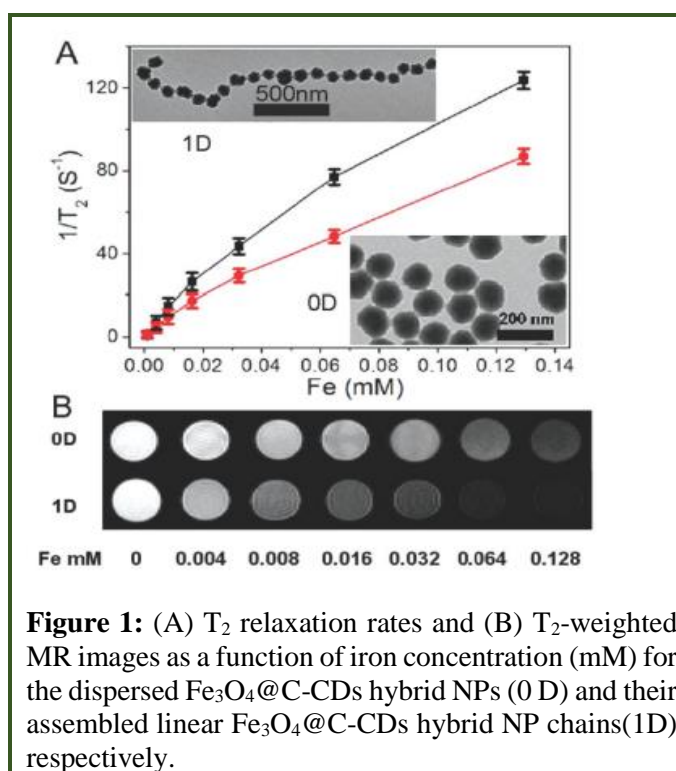 A
120
80
40
0
1/T₂ (S⁻¹)
500nm
1D
0D
200 nm
0.00 0.02 0.04 0.06 0.08 0.10 0.12 0.14
Fe (mM)
B
0D
1D
Fe mM 0 0.004 0.008 0.016 0.032 0.064 0.128
Figure 1: (A) T₂ relaxation rates and (B) T₂-weighted
MR images as a function of iron concentration (mM) for
the dispersed Fe₃O₄@C-CDs hybrid NPs (0 D) and their
assembled linear Fe₃O₄@C-CDs hybrid NP chains(1D)
respectively.